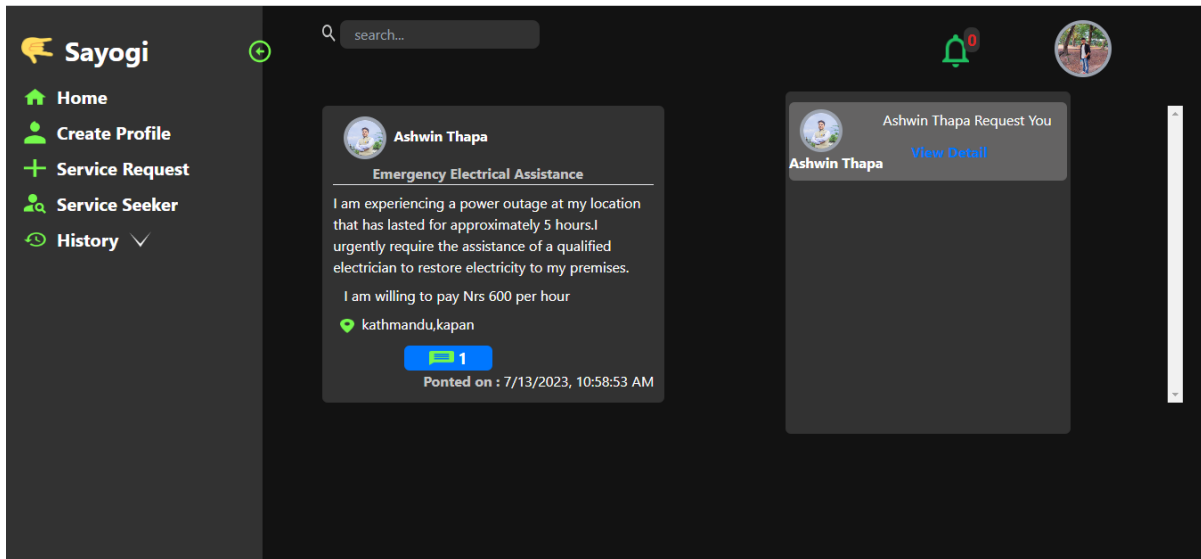 Sayogi
Home
Create Profile
Service Request
Service Seeker
History
search...
0
Ashwin Thapa
Emergency Electrical Assistance
I am experiencing a power outage at my location
that has lasted for approximately 5 hours.I
urgently require the assistance of a qualified
electrician to restore electricity to my premises.
I am willing to pay Nrs 600 per hour
kathmandu,kapan
1
Ponted on : 7/13/2023, 10:58:53 AM
Ashwin Thapa Request You
View Detail
Ashwin Thapa